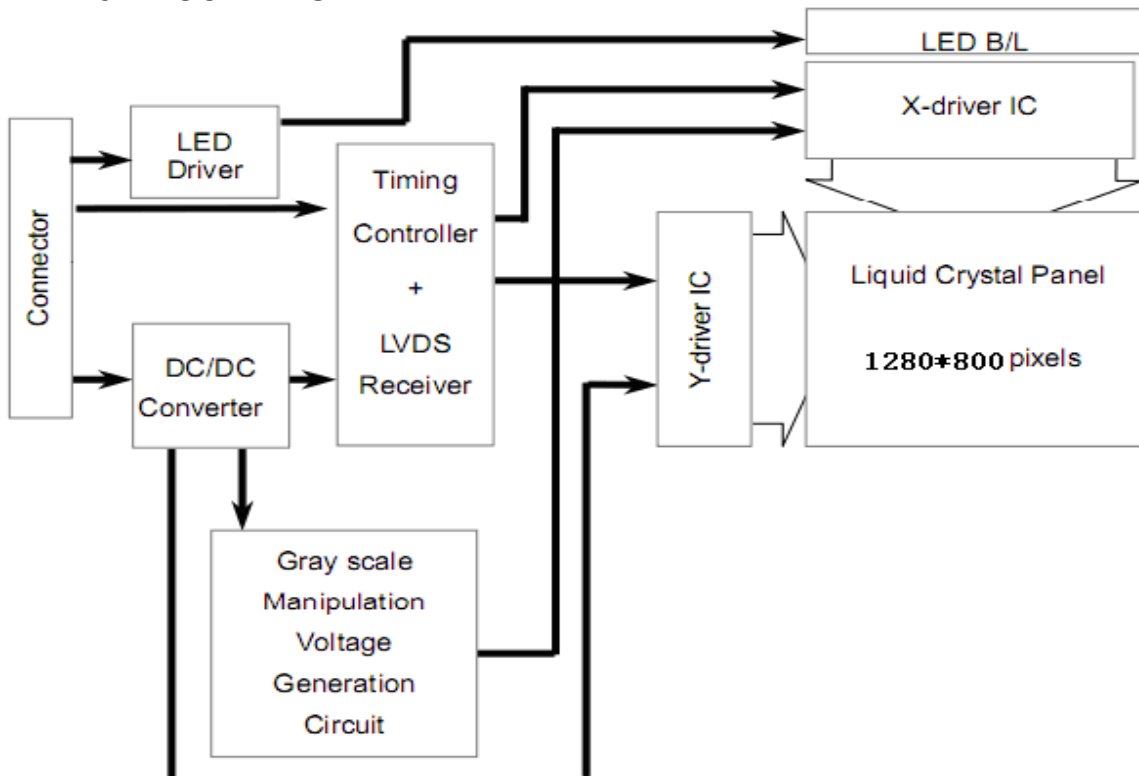 LED B/L
X-driver IC
LED
Driver
Connector
Timing
Controller
+
LVDS
Receiver
Y-driver IC
Liquid Crystal Panel
1280*800 pixels
DC/DC
Converter
Gray scale
Manipulation
Voltage
Generation
Circuit